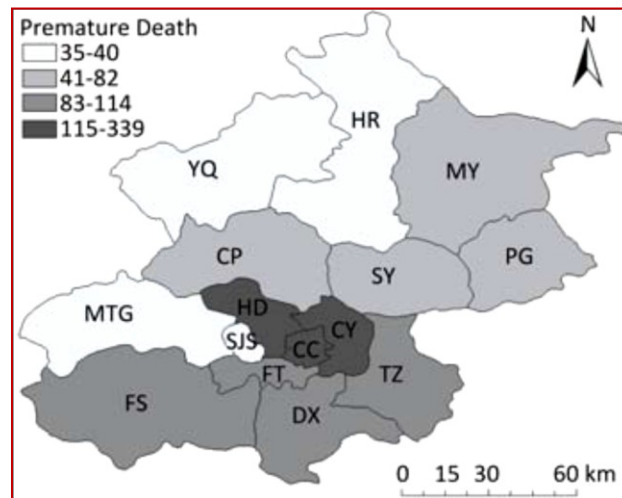 Premature Death
35-40
41-82
83-114
115-339
N
HR
YQ
MY
CP
SY
PG
MTG
HD
CY
SJS
CC
FT
TZ
FS
DX
0 15 30 60 km